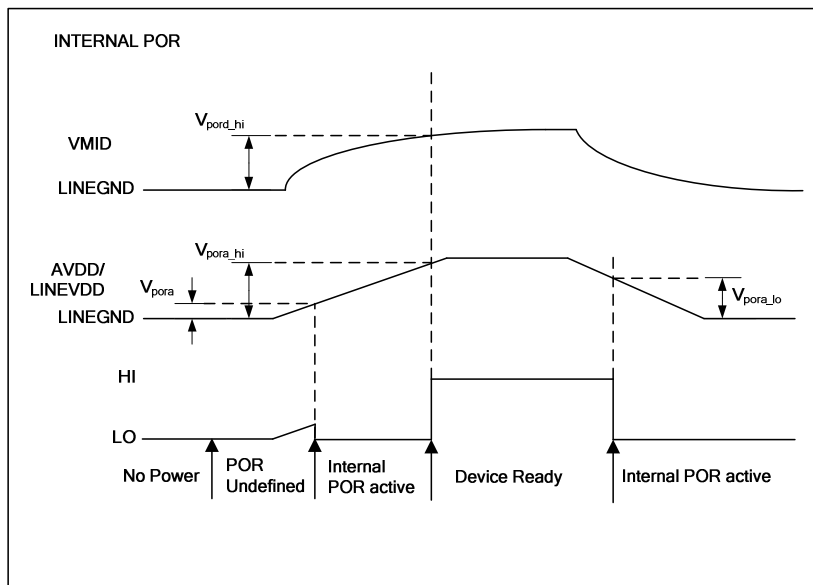 INTERNAL POR
Vpord_hi
VMID
LINEGND
Vpora_hi
AVDD/
LINEVDD
Vpora
LINEGND
Vpora_lo
HI
LO
No Power
POR
Undefined
Internal
POR active
Device Ready
Internal POR active